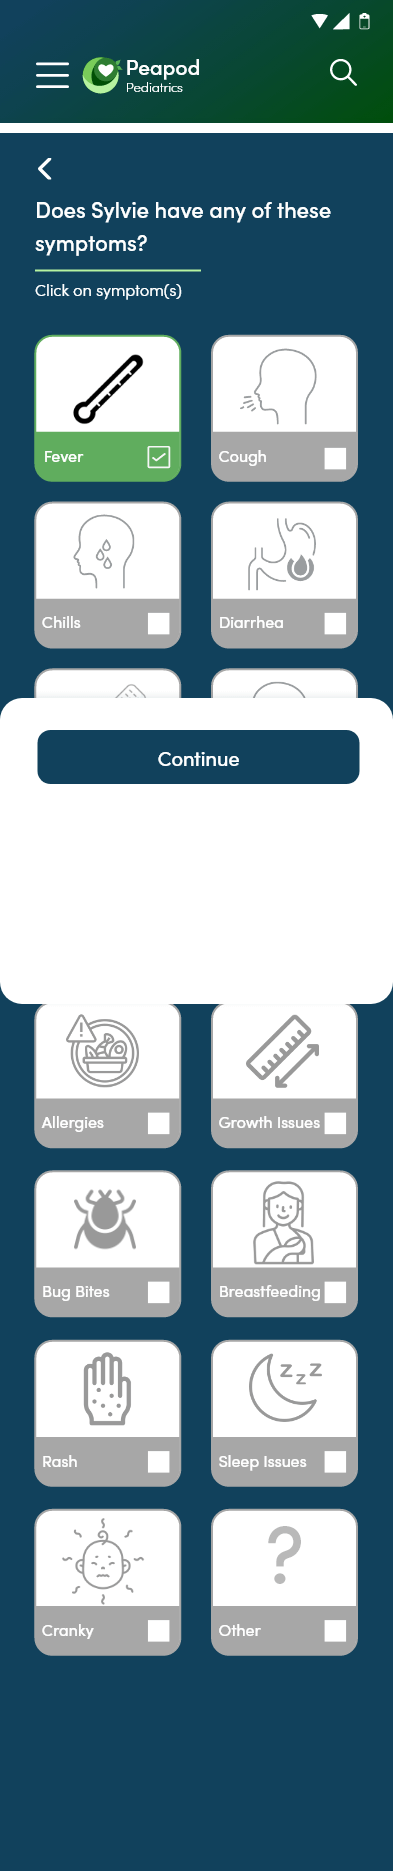 Peapod
Pediatrics
Does Sylvie have any of these
symptoms?
Click on symptom(s)
Fever
Cough
Chills
Diarrhea
Continue
Allergies
Growth Issues
Bug Bites
Breastfeeding
Rash
z z z
Sleep Issues
?
Cranky
Other